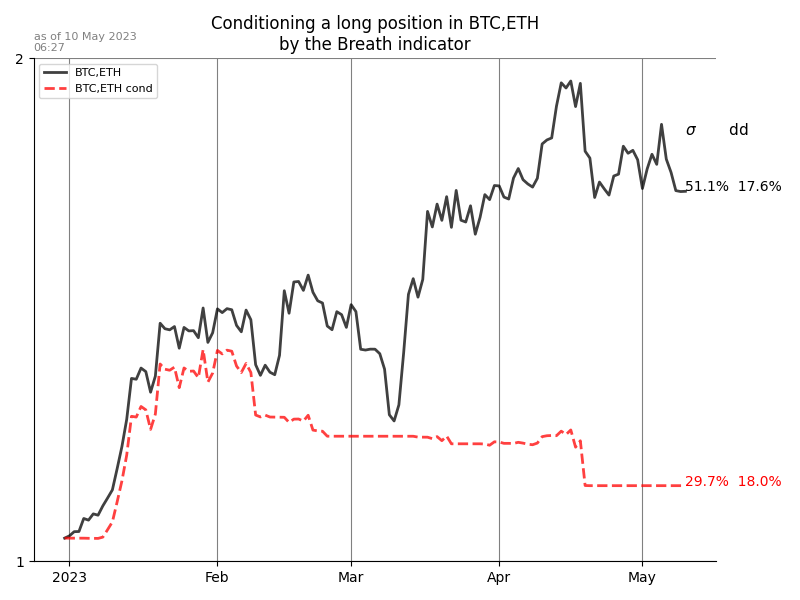 Conditioning a long position in BTC,ETH
by the Breath indicator
as of 10 May 2023
06:27
2
BTC,ETH
BTC,ETH cond
σ dd
51.1% 17.6%
29.7% 18.0%
1
2023 Feb Mar Apr May